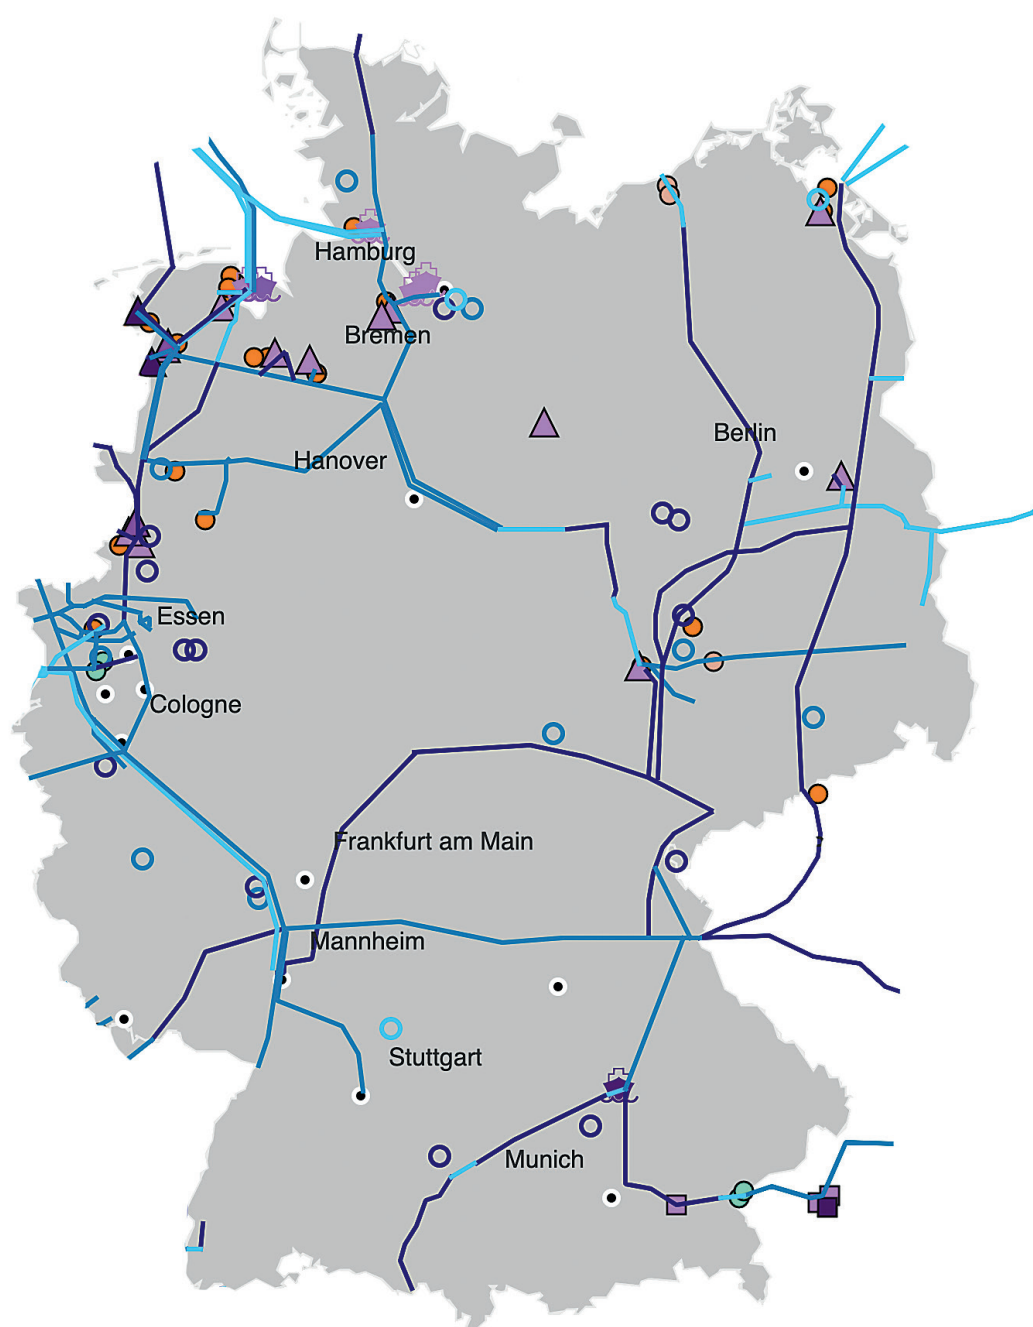 Hamburg
Bremen
Berlin
Hanover
Essen
Cologne
Frankfurt am Main
Mannheim
Stuttgart
Munich